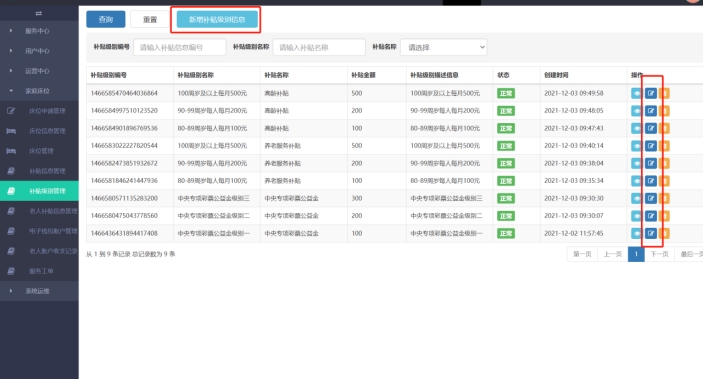 查询 重置 新增补贴级别信息
服务中心
用户中心
运营中心
家庭床位
床位申请管理
床位信息管理
床位管理
补贴信息管理
补贴级别管理
老人补贴信息管理
电子钱包账户管理
老人账户收支记录
服务工单
系统运维
补贴级别编号 请输入补贴信息编号 补贴级别名称 请输入补贴名称 补贴名称 请选择
补贴级别编号 补贴级别名称 补贴名称 补贴金额 补贴级别描述信息 状态 创建时间 操作
1466585470464036864 100周岁及以上每月500元 高龄补贴 500 100周岁及以上每月500元 正常 2021-12-03 09:49:58
1466584997510123520 90-99周岁每人每月200元 高龄补贴 200 90-99周岁每人每月200元 正常 2021-12-03 09:48:05
1466584901896769536 80-89周岁每人每月100元 高龄补贴 100 80-89周岁每人每月100元 正常 2021-12-03 09:47:43
1466583022227820544 100周岁及以上每月500元 养老服务补贴 500 100周岁及以上每月500元 正常 2021-12-03 09:40:14
1466582473851932672 90-99周岁每人每月200元 养老服务补贴 200 90-99周岁每人每月200元 正常 2021-12-03 09:38:04
1466581846241447936 80-89周岁每人每月100元 养老服务补贴 100 80-89周岁每人每月100元 正常 2021-12-03 09:35:34
1466580571135283200 中央专项彩票公益金级别三 中央专项彩票公益金 300 中央专项彩票公益金级别三 正常 2021-12-03 09:30:30
1466580475043778560 中央专项彩票公益金级别二 中央专项彩票公益金 200 中央专项彩票公益金级别二 正常 2021-12-03 09:30:07
1466436431894417408 中央专项彩票公益金级别一 中央专项彩票公益金 100 中央专项彩票公益金级别一 正常 2021-12-02 11:57:45
从 1 到 9 条记录 总记录数为 9 条 第一页 上一页 1 下一页 最后一页